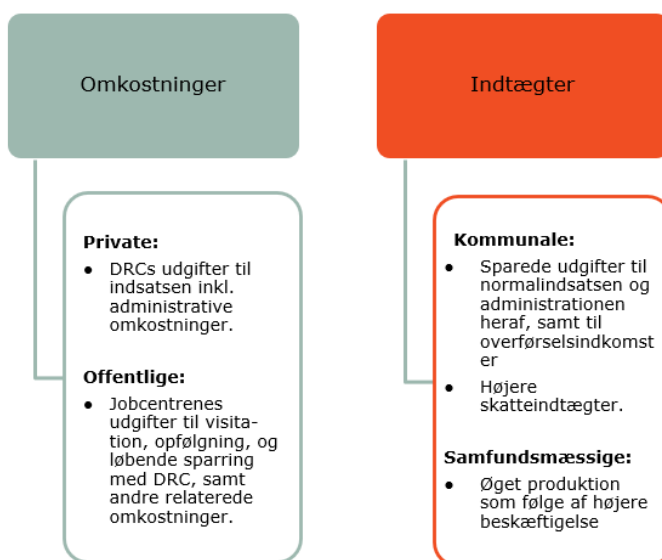 Omkostninger
Private:
● DRCs udgifter til
indsatsen inkl.
administrative
omkostninger.
Offentlige:
● Jobcentrenes
udgifter til visita-
tion, opfølgning, og
løbende sparring
med DRC, samt
andre relaterede
omkostninger.
Indtægter
Kommunale:
● Sparede udgifter til
normalindsatsen og
administrationen
heraf, samt til
overførselsindkomst
er
● Højere
skatteindtægter.
Samfundsmæssige:
● Øget produktion
som følge af højere
beskæftigelse